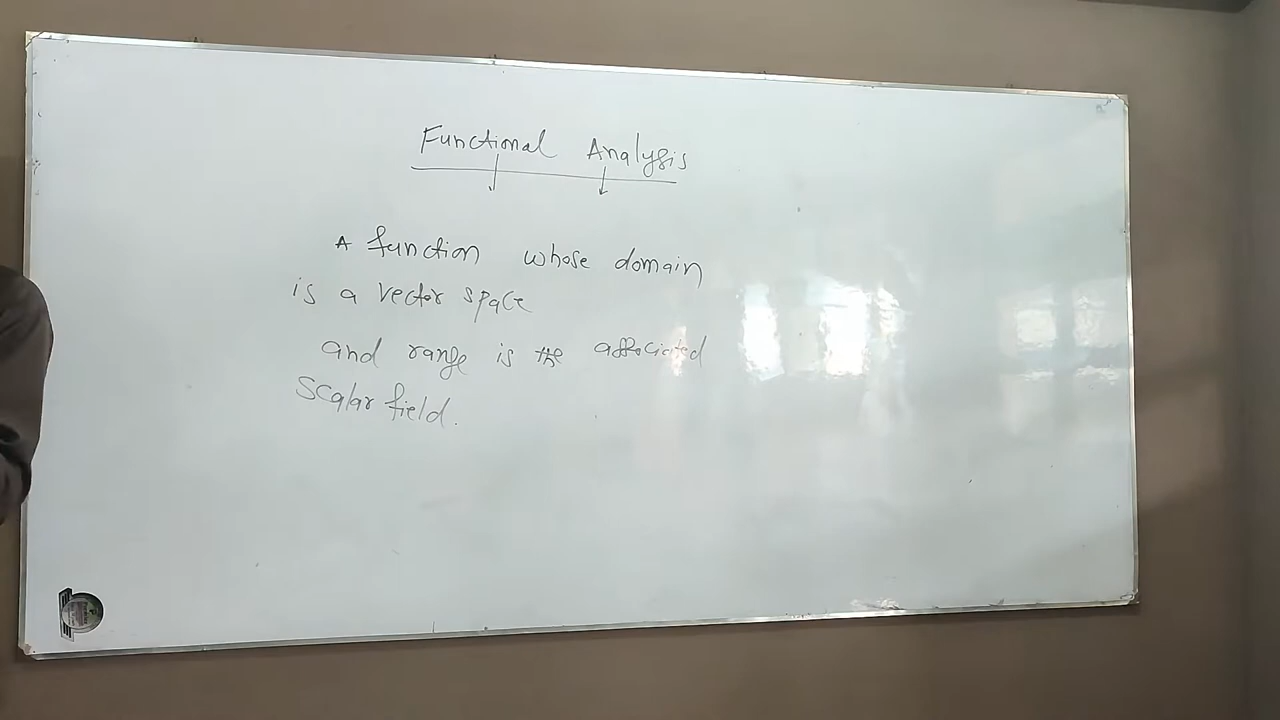 Functional Analysis
A function whose domain
is a vector space
and range is the associated
Scalar field.